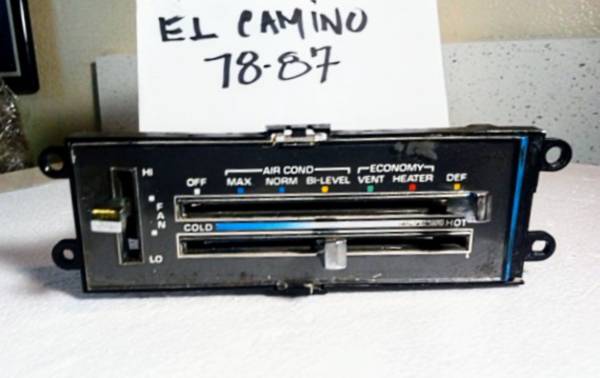 EL CAMINO
78-87
HI
FAN
LO
AIR COND
ECONOMY
OFF MAX NORM BI-LEVEL VENT HEATER DEF
COLD HOT